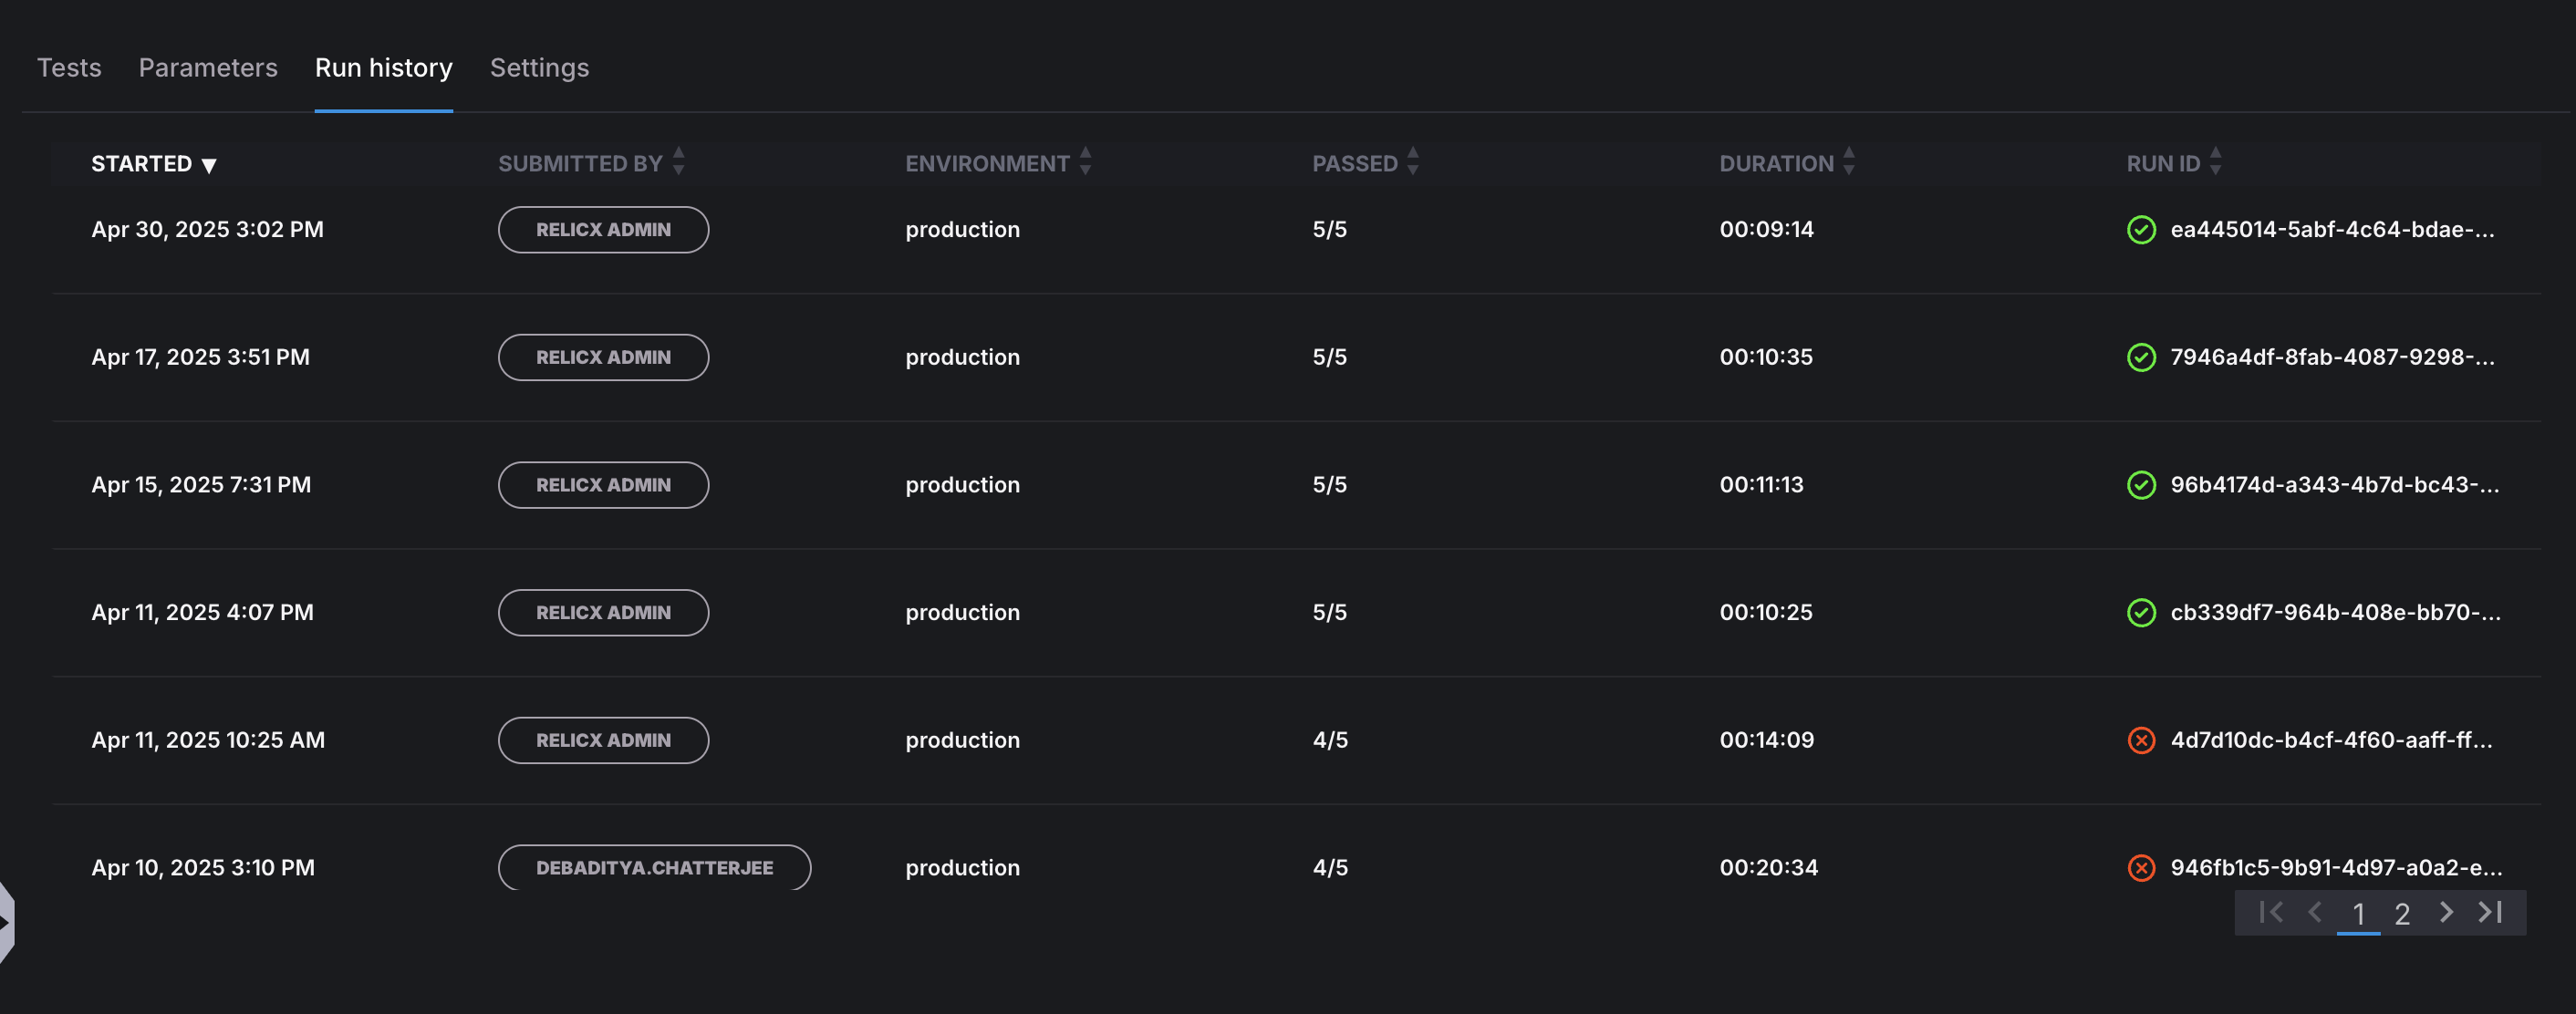 Tests Parameters Run history Settings
STARTED SUBMITTED BY ENVIRONMENT PASSED DURATION RUN ID
Apr 30, 2025 3:02 PM RELICX ADMIN production 5/5 00:09:14 ea445014-5abf-4c64-bdae-...
Apr 17, 2025 3:51 PM RELICX ADMIN production 5/5 00:10:35 7946a4df-8fab-4087-9298-...
Apr 15, 2025 7:31 PM RELICX ADMIN production 5/5 00:11:13 96b4174d-a343-4b7d-bc43-...
Apr 11, 2025 4:07 PM RELICX ADMIN production 5/5 00:10:25 cb339df7-964b-408e-bb70-...
Apr 11, 2025 10:25 AM RELICX ADMIN production 4/5 00:14:09 4d7d10dc-b4cf-4f60-aaff-ff...
Apr 10, 2025 3:10 PM DEBADITYA.CHATTERJEE production 4/5 00:20:34 946fb1c5-9b91-4d97-a0a2-e...
1 2